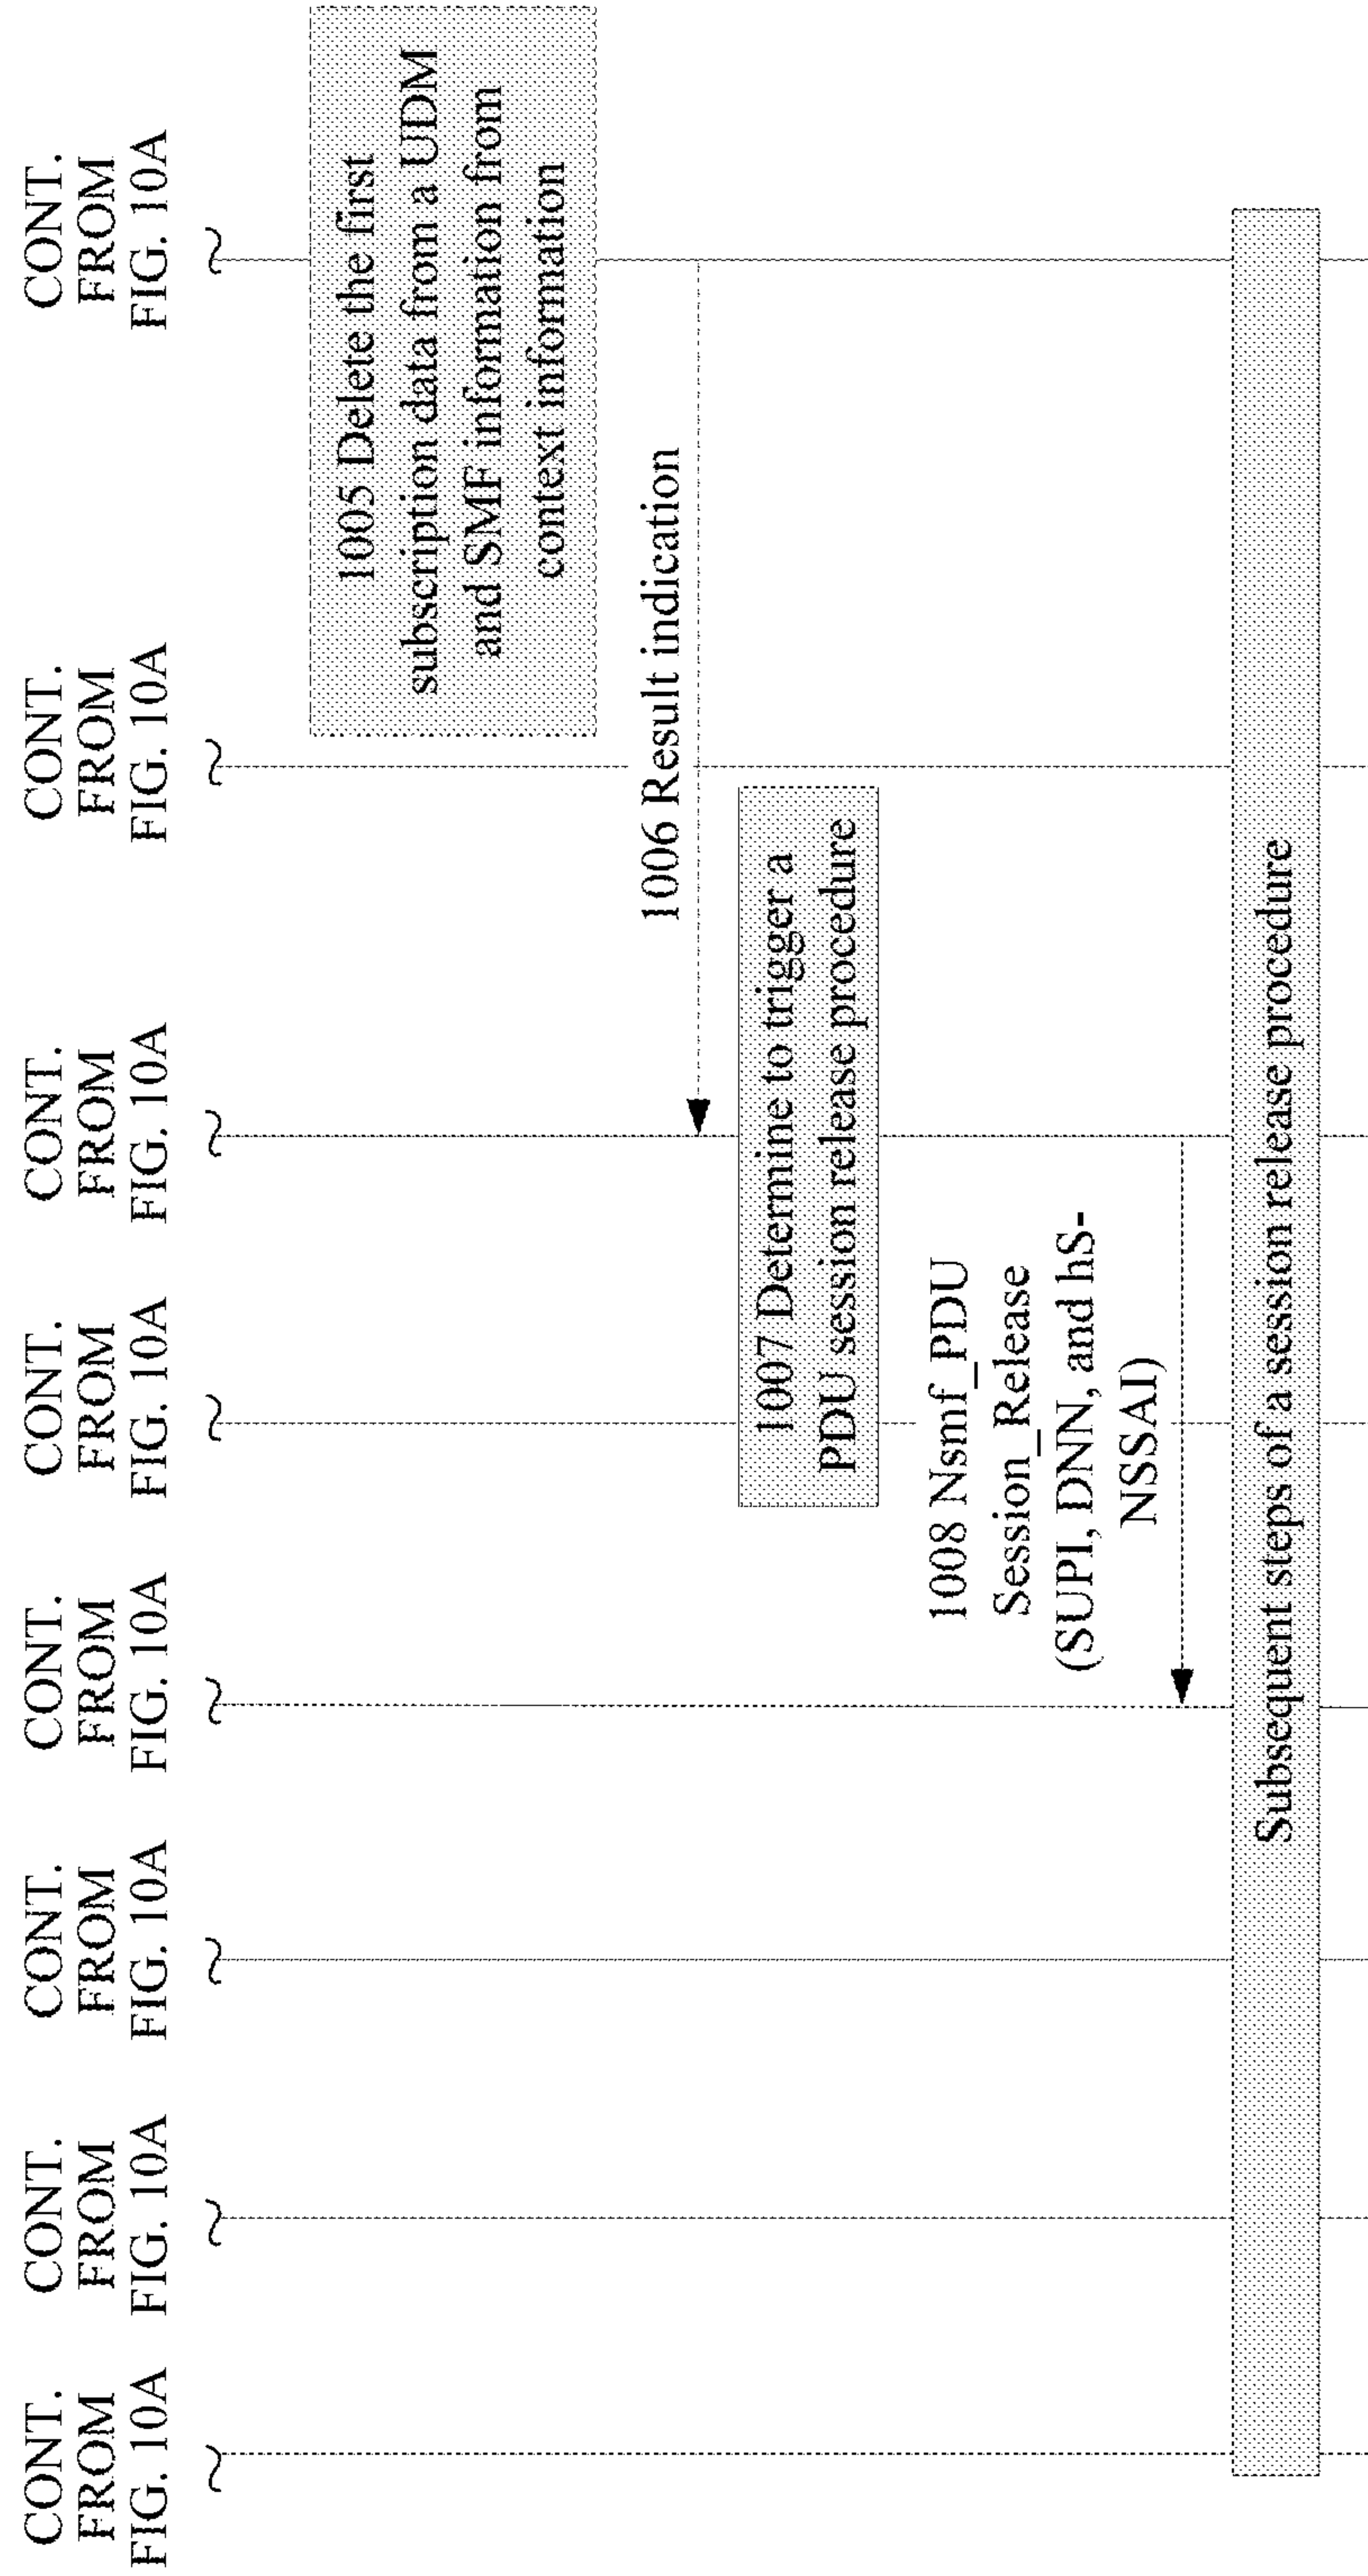 CONT.
FROM
FIG. 10A
CONT.
FROM
FIG. 10A
CONT.
FROM
FIG. 10A
CONT.
FROM
FIG. 10A
CONT.
FROM
FIG. 10A
CONT.
FROM
FIG. 10A
CONT.
FROM
FIG. 10A
CONT.
FROM
FIG. 10A
1005 Delete the first
subscription data from a UDM
and SMF information from
context information
1006 Result indication
1007 Determine to trigger a
PDU session release procedure
1008 Nsmf_PDU
Session_Release
(SUPI, DNN, and hS-
NSSAI)
Subsequent steps of a session release procedure